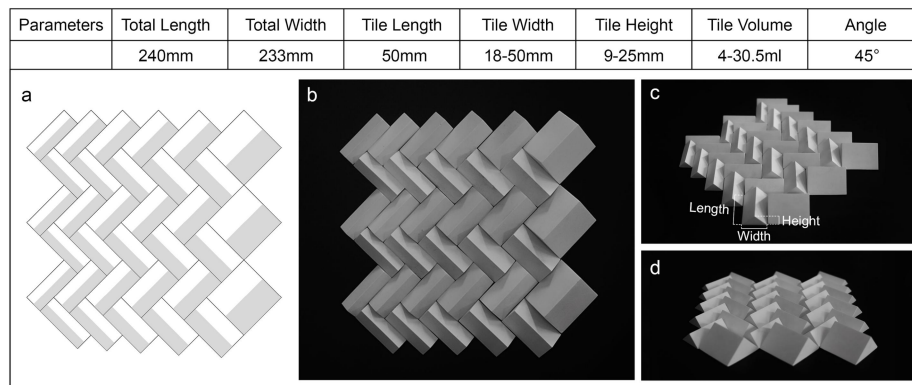 Parameters Total Length Total Width Tile Length Tile Width Tile Height Tile Volume Angle
240mm 233mm 50mm 18-50mm 9-25mm 4-30.5ml 45°
a
b
c
Length
Height
Width
d